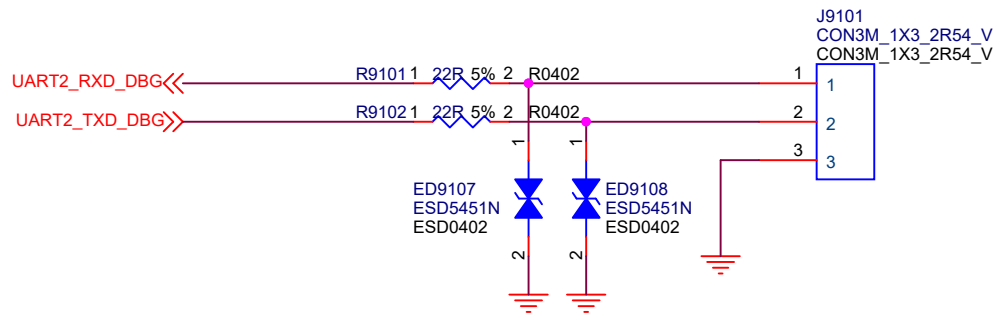 J9101
CON3M_1X3_2R54_V
CON3M_1X3_2R54_V
UART2_RXD_DBG R9101 1 22R 5% 2 R0402 1 1
UART2_TXD_DBG R9102 1 22R 5% 2 R0402 2 2
3 3
1 1
ED9107 ED9108
ESD5451N ESD5451N
ESD0402 ESD0402
2 2